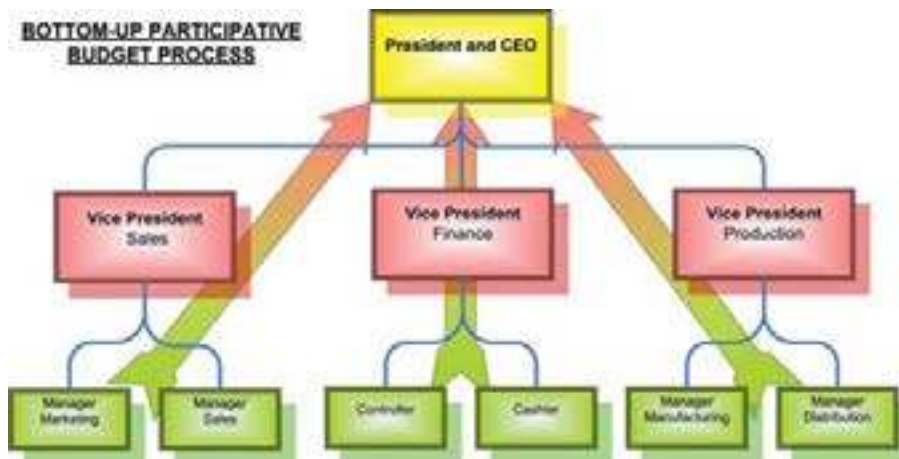 BOTTOM-UP PARTICIPATIVE
BUDGET PROCESS
President and CEO
Vice President
Sales
Vice President
Finance
Vice President
Production
Manager
Marketing
Manager
Sales
Controller
Cashier
Manager
Manufacturing
Manager
Distribution